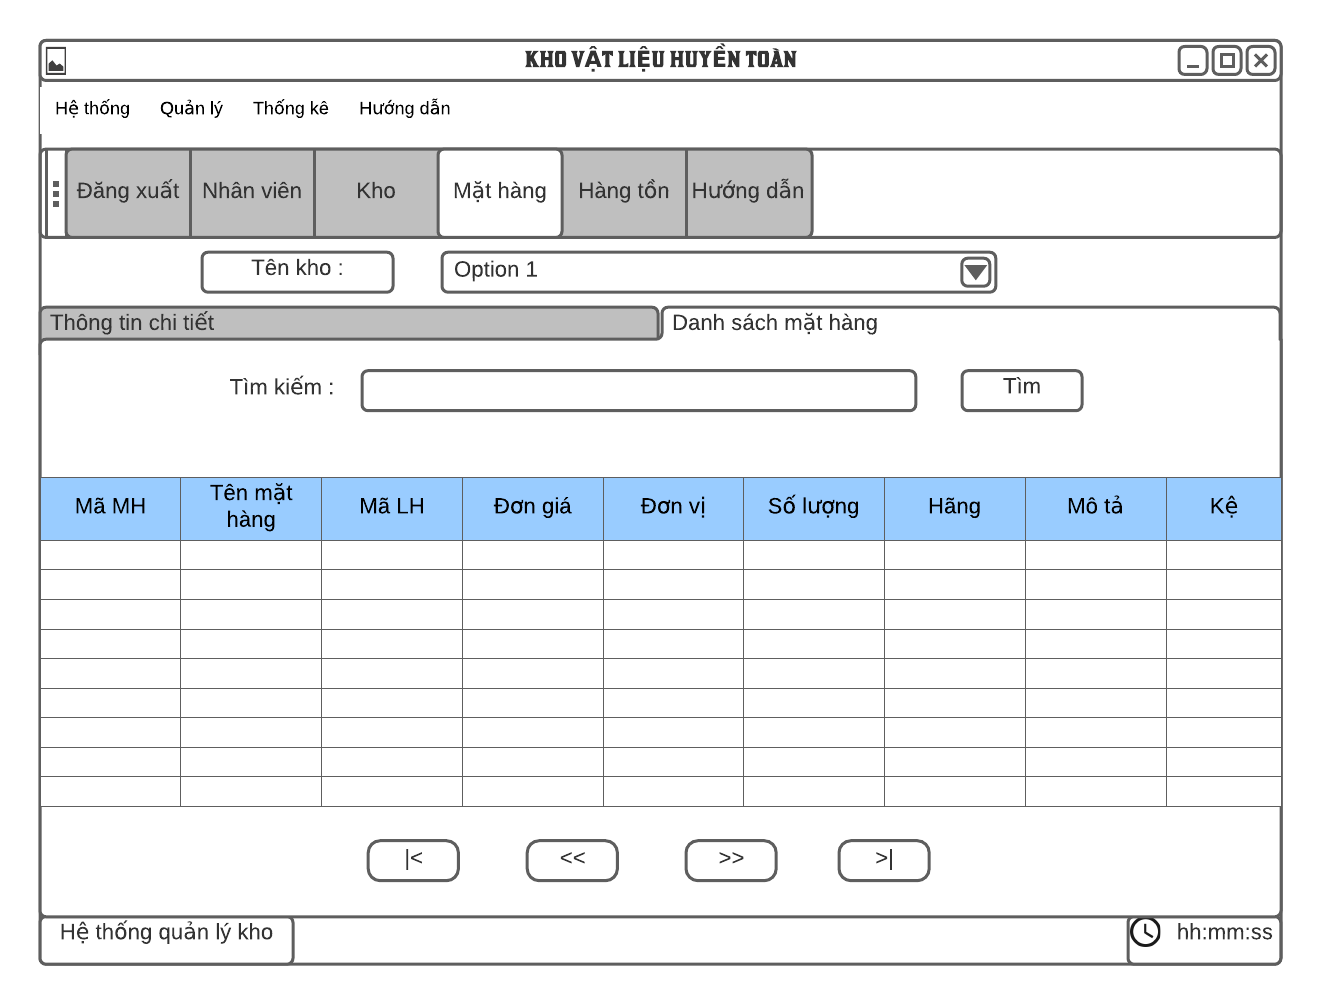 KHO VẬT LIỆU HUYỀN TOÀN
Hệ thống Quản lý Thống kê Hướng dẫn
Đăng xuất Nhân viên Kho Mặt hàng Hàng tồn Hướng dẫn
Tên kho : Option 1
Thông tin chi tiết Danh sách mặt hàng
Tìm kiếm : Tìm
Mã MH Tên mặt hàng Mã LH Đơn giá Đơn vị Số lượng Hãng Mô tả Kệ
|< << >> >|
Hệ thống quản lý kho hh:mm:ss